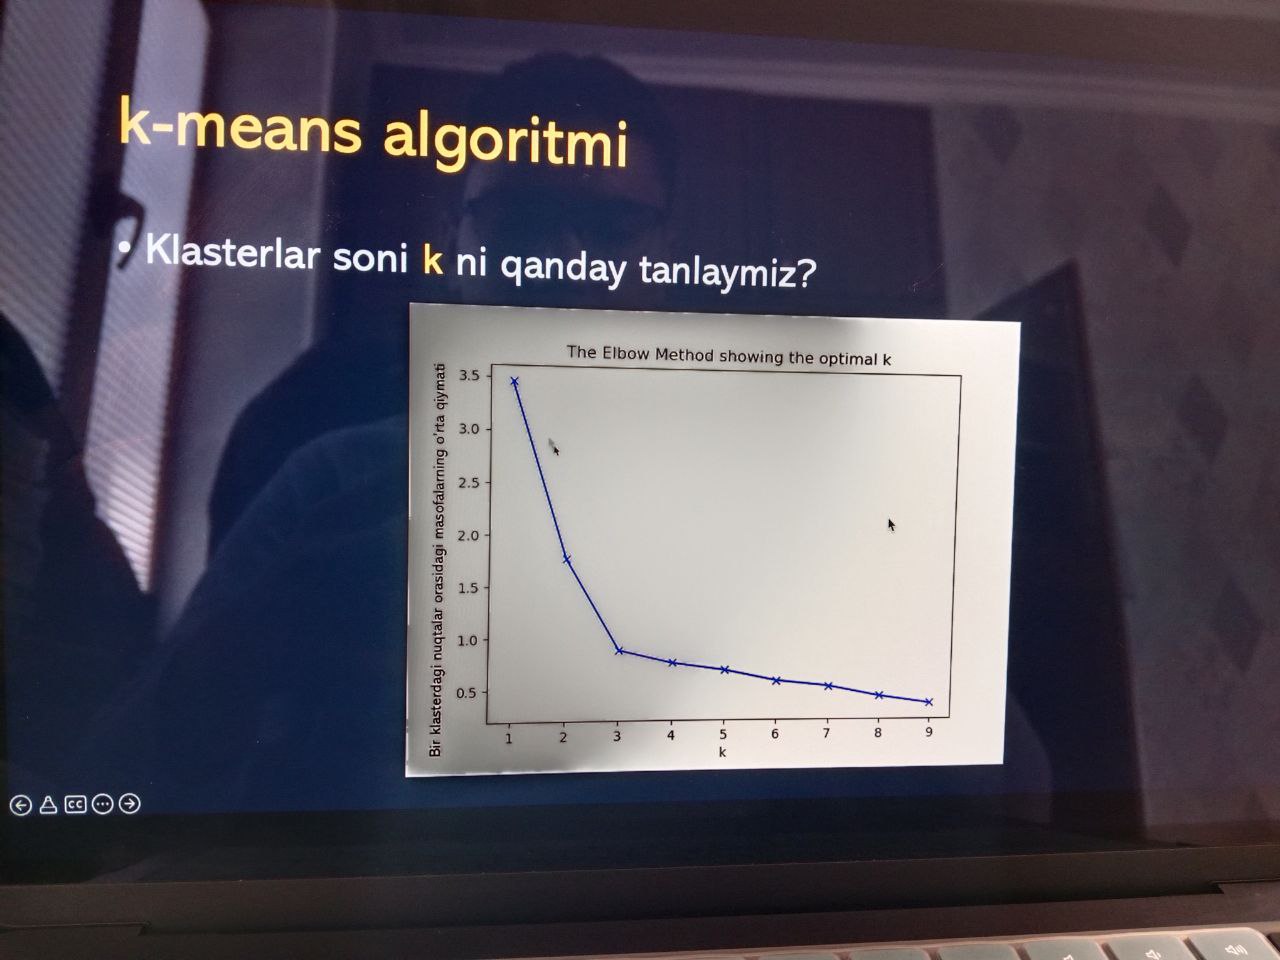 k-means algoritmi
• Klasterlar soni k ni qanday tanlaymiz?
The Elbow Method showing the optimal k
Bir klasterdagi nuqtalar orasidagi masofalarning o'rta qiymati
3.5
3.0
2.5
2.0
1.5
1.0
0.5
1 2 3 4 5 6 7 8 9
k
CC